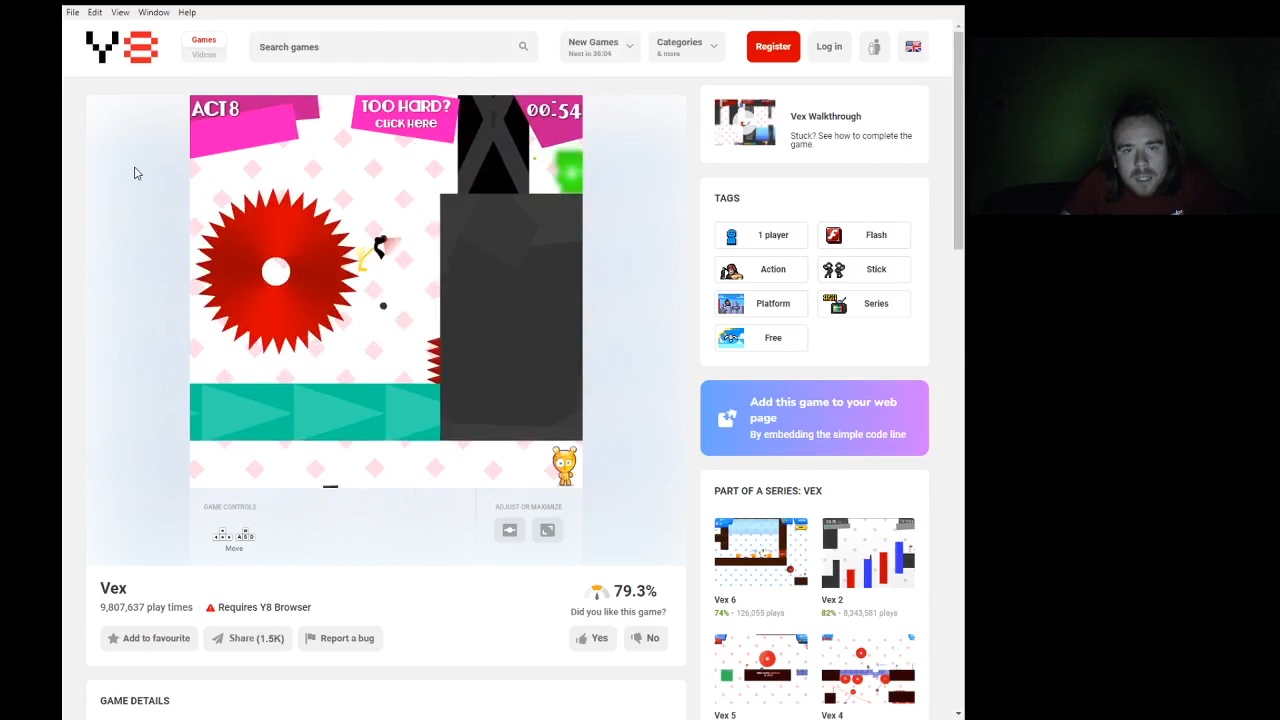 File Edit View Window Help
Y8
Games
Videos
Search games
New Games
Next in 36:04
Categories
& more
Register
Log in
ACT 8
TOO HARD?
CLICK HERE
00:54
Vex Walkthrough
Stuck? See how to complete the
game.
TAGS
1 player
Flash
Action
Stick
Platform
Series
Free
Add this game to your web
page
By embedding the simple code line
GAME CONTROLS
Move
ADJUST OR MAXIMIZE
Vex
9,807,637 play times
Requires Y8 Browser
79.3%
Did you like this game?
Add to favourite
Share (1.5K)
Report a bug
Yes
No
GAME DETAILS
PART OF A SERIES: VEX
Vex 6
74% • 126,055 plays
Vex 2
82% • 8,343,581 plays
Vex 5
Vex 4